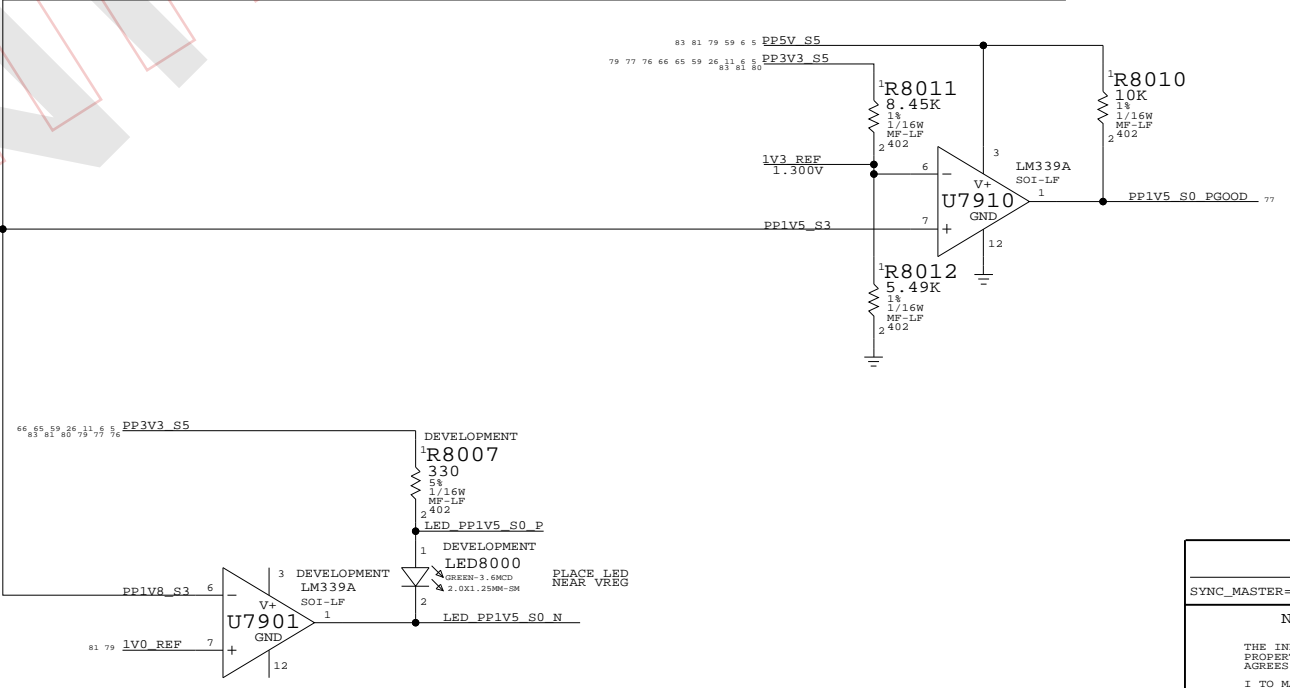 83 81 79 59 6 5 PP5V_S5
79 77 76 66 65 59 26 11 6 5 PP3V3_S5
83 81 80
1 R8011
8.45K
1%
1/16W
MF-LF
2 402
1 R8010
10K
1%
1/16W
MF-LF
2 402
1V3_REF
1.300V
6
-
3
V+
LM339A
SOI-LF
U7910
1
PP1V5_S0_PGOOD 77
GND
PP1V5_S3
7
+
12
1 R8012
5.49K
1%
1/16W
MF-LF
2 402
66 65 59 26 11 6 5 PP3V3_S5
83 81 80 79 77 76
DEVELOPMENT
1 R8007
330
5%
1/16W
MF-LF
2 402
LED_PP1V5_S0_P
1
DEVELOPMENT
LED8000
GREEN-3.6MCD
2.0X1.25MM-SM
2
PLACE LED
NEAR VREG
3 DEVELOPMENT
LM339A
SOI-LF
PP1V8_S3
6
-
V+
U7901
1
LED_PP1V5_S0_N
GND
81 79 1V0_REF
7
+
12
SYNC_MASTER=
N
THE IN
PROPER
AGREES
I TO M